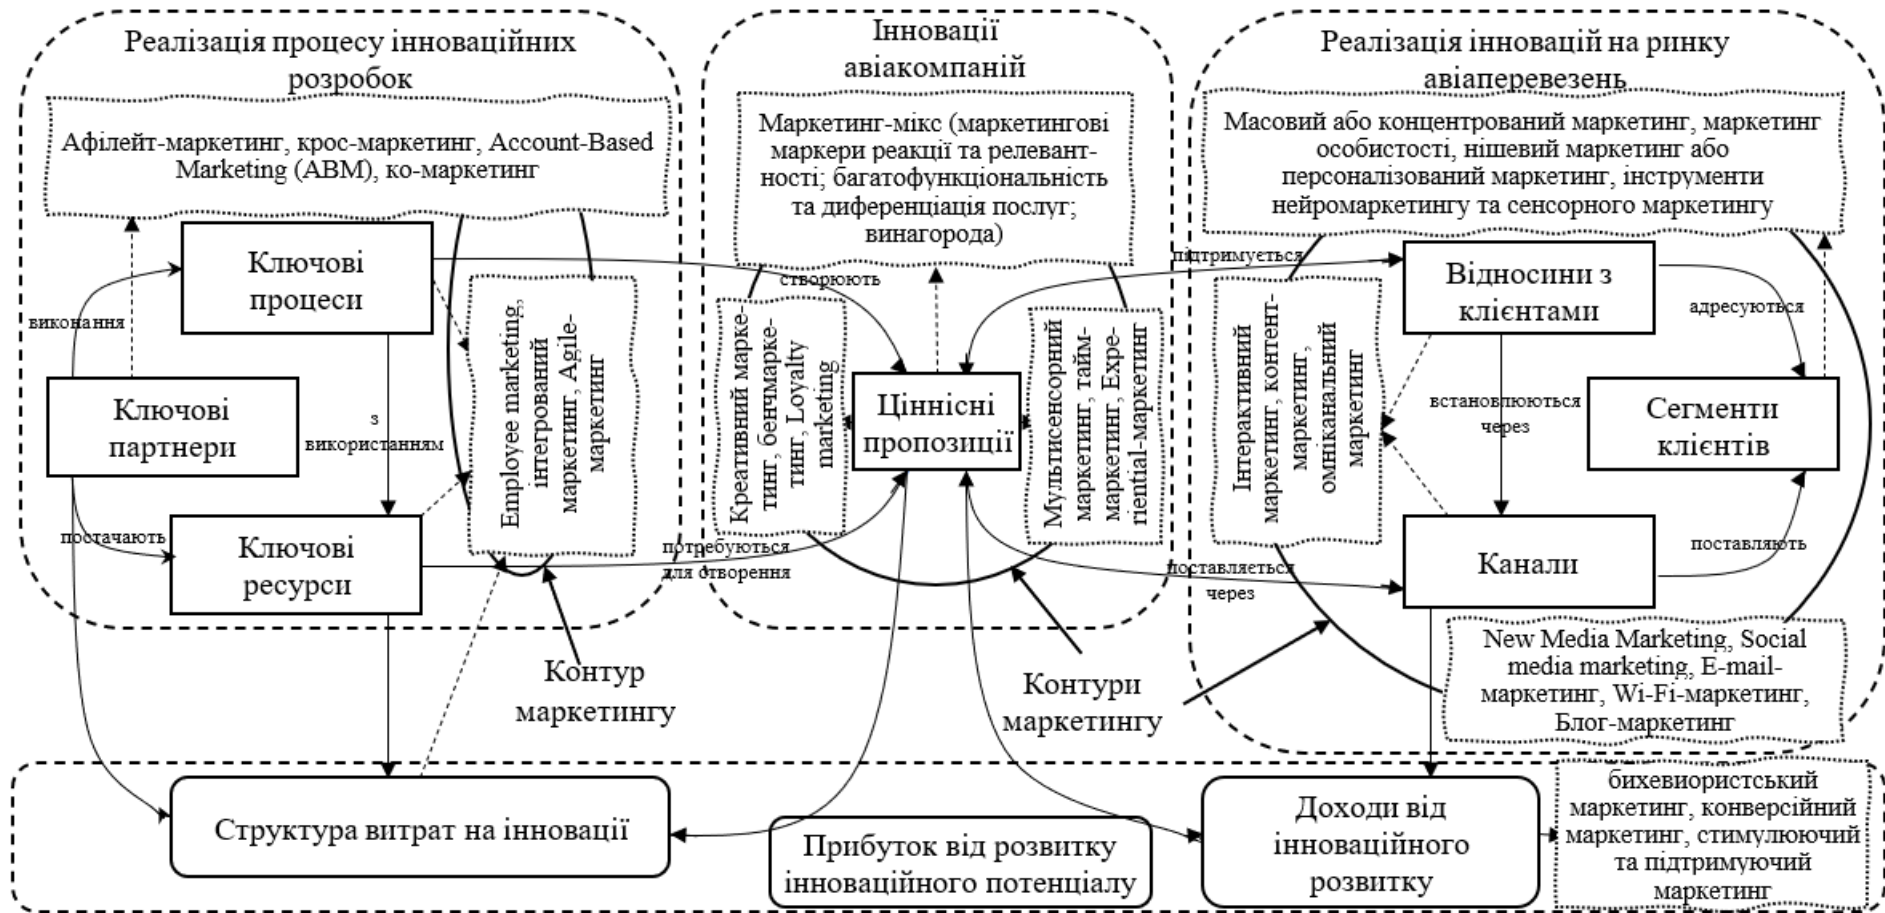 Реалізація процесу інноваційних
розробок
Афілейт-маркетинг, крос-маркетинг, Account-Based
Marketing (ABM), ко-маркетинг
Ключові
процеси
виконання
Ключові
партнери
з
використанням
постачають
Ключові
ресурси
Employee marketing,
інтегрований
маркетинг, Agile-
маркетинг
Контур
маркетингу
Інновації
авіакомпаній
Маркетинг-мікс (маркетингові
маркери реакції та релевант-
ності; багатофункціональність
та диференціація послуг;
винагорода)
створюють
Креативний марке-
тинг, бенчмарке-
тинг, Loyalty
marketing
Ціннісні
пропозиції
Мультисенсорний
маркетинг, тайм-
маркетинг, Expe-
riential-маркетинг
потребуються
для створення
Контури
маркетингу
Реалізація інновацій на ринку
авіаперевезень
Масовий або концентрований маркетинг, маркетинг
особистості, нішевий маркетинг або
персоналізований маркетинг, інструменти
нейромаркетингу та сенсорного маркетингу
підтримується
Відносини з
клієнтами
адресуються
Інтерактивний
маркетинг, контент-
маркетинг,
омніканальний
маркетинг
встановлюються
через
Сегменти
клієнтів
поставляється
через
Канали
поставляють
New Media Marketing, Social
media marketing, E-mail-
маркетинг, Wi-Fi-маркетинг,
Блог-маркетинг
Структура витрат на інновації
Прибуток від розвитку
інноваційного потенціалу
Доходи від
інноваційного
розвитку
бихевиористський
маркетинг, конверсійний
маркетинг, стимулюючий
та підтримуючий
маркетинг